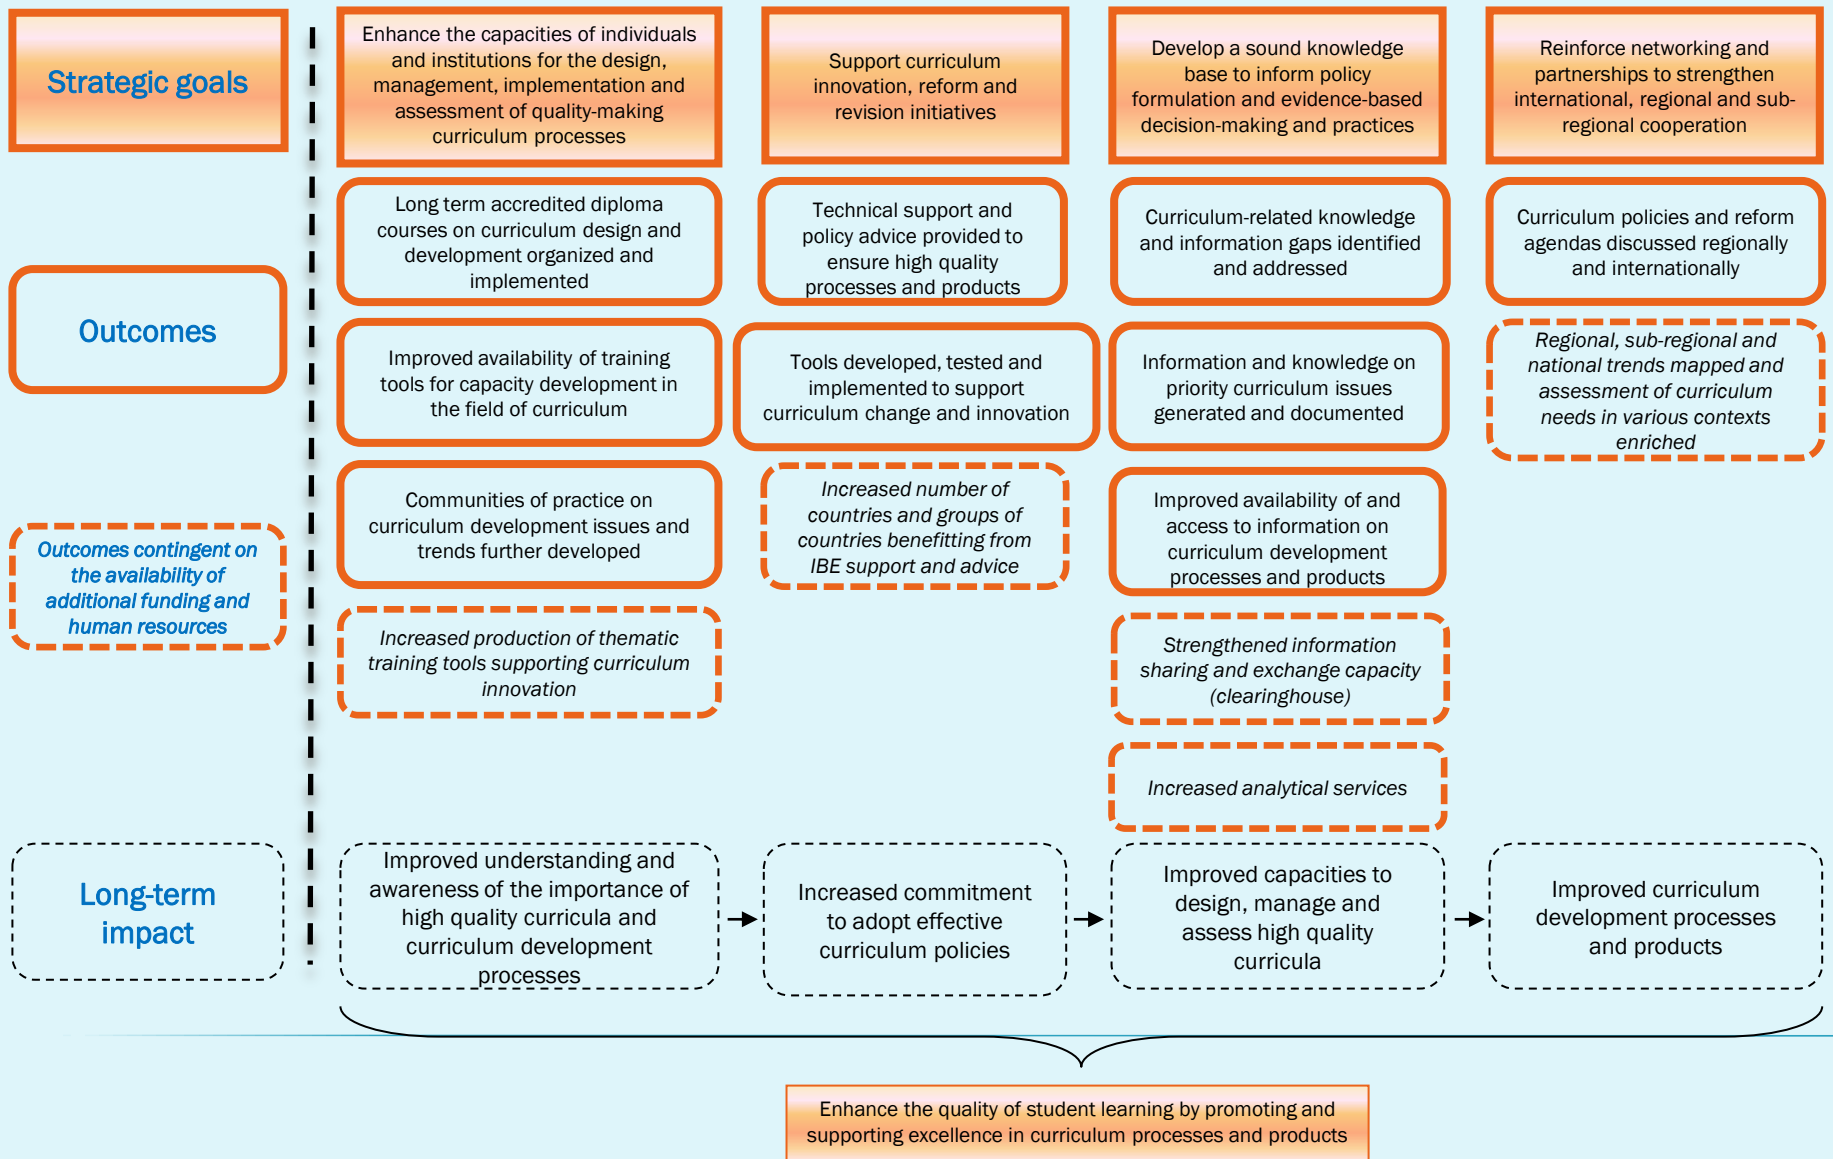 Strategic goals
Enhance the capacities of individuals
and institutions for the design,
management, implementation and
assessment of quality-making
curriculum processes
Support curriculum
innovation, reform and
revision initiatives
Develop a sound knowledge
base to inform policy
formulation and evidence-based
decision-making and practices
Reinforce networking and
partnerships to strengthen
international, regional and sub-
regional cooperation
Outcomes
Long term accredited diploma
courses on curriculum design and
development organized and
implemented
Technical support and
policy advice provided to
ensure high quality
processes and products
Curriculum-related knowledge
and information gaps identified
and addressed
Curriculum policies and reform
agendas discussed regionally
and internationally
Improved availability of training
tools for capacity development in
the field of curriculum
Tools developed, tested and
implemented to support
curriculum change and innovation
Information and knowledge on
priority curriculum issues
generated and documented
Regional, sub-regional and
national trends mapped and
assessment of curriculum
needs in various contexts
enriched
Outcomes contingent on
the availability of
additional funding and
human resources
Communities of practice on
curriculum development issues and
trends further developed
Increased number of
countries and groups of
countries benefitting from
IBE support and advice
Improved availability of and
access to information on
curriculum development
processes and products
Increased production of thematic
training tools supporting curriculum
innovation
Strengthened information
sharing and exchange capacity
(clearinghouse)
Increased analytical services
Long-term
impact
Improved understanding and
awareness of the importance of
high quality curricula and
curriculum development
processes
Increased commitment
to adopt effective
curriculum policies
Improved capacities to
design, manage and
assess high quality
curricula
Improved curriculum
development processes
and products
Enhance the quality of student learning by promoting and
supporting excellence in curriculum processes and products